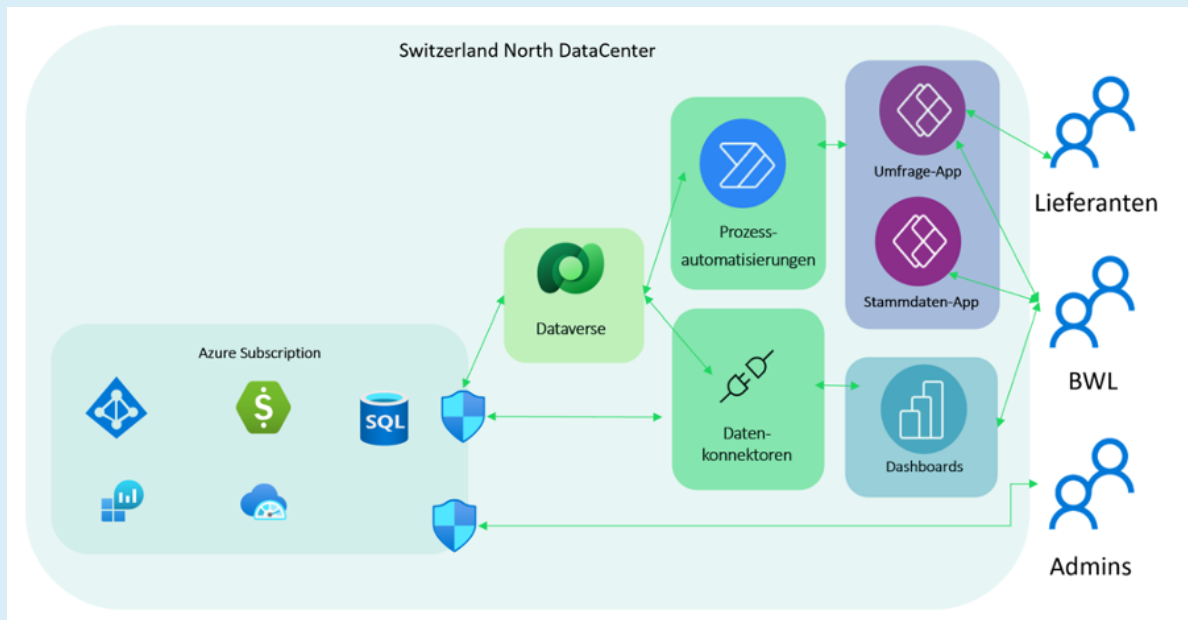 Switzerland North DataCenter
Umfrage-App
Lieferanten
Prozess-
automatisierungen
Stammdaten-App
Dataverse
BWL
Azure Subscription
SQL
Daten-
konnektoren
Dashboards
Admins